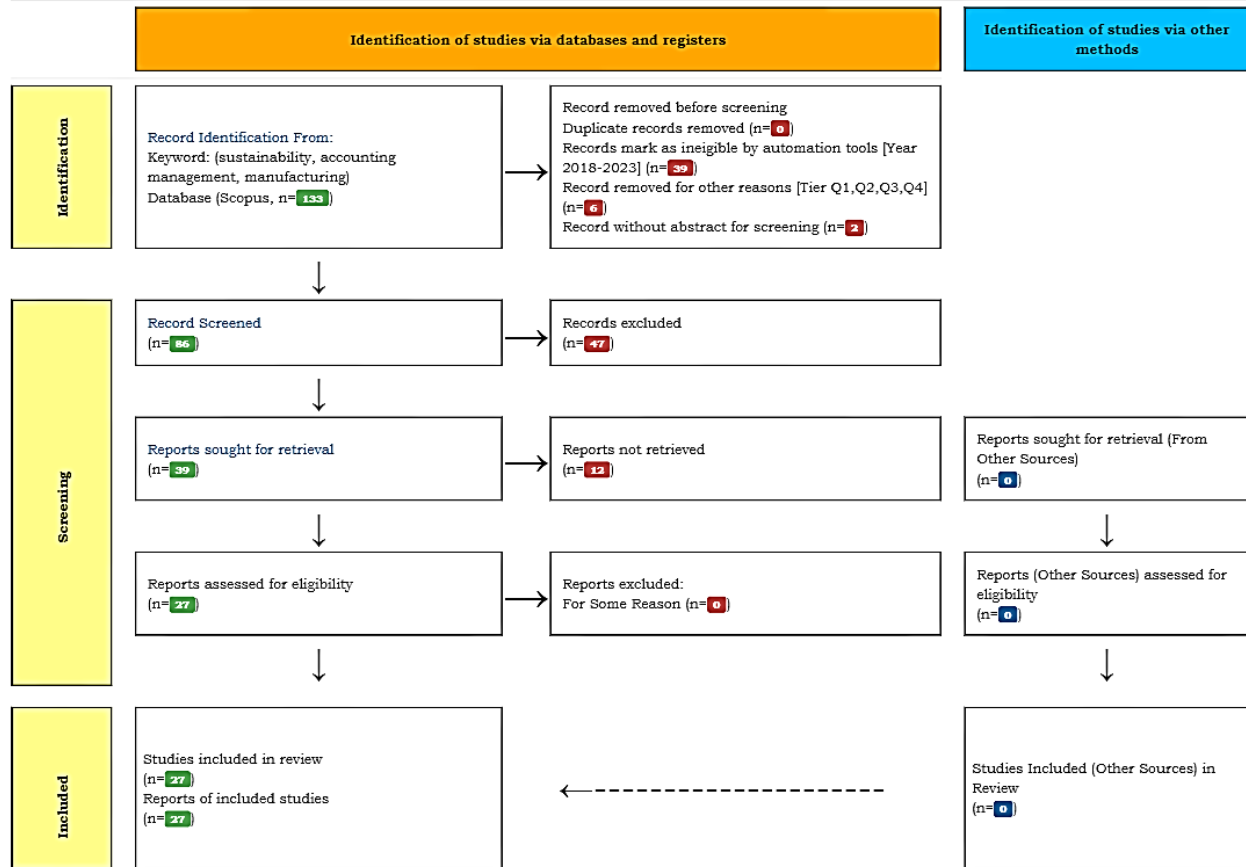 Identification of studies via databases and registers
Identification of studies via other
methods
Identification
Record Identification From:
Keyword: (sustainability, accounting
management, manufacturing)
Database (Scopus, n=133)
Record removed before screening
Duplicate records removed (n=0)
Records mark as ineigible by automation tools [Year
2018-2023] (n=39)
Record removed for other reasons [Tier Q1,Q2,Q3,Q4]
(n=6)
Record without abstract for screening (n=2)
Screening
Record Screened
(n=86)
Records excluded
(n=47)
Reports sought for retrieval
(n=39)
Reports not retrieved
(n=12)
Reports sought for retrieval (From
Other Sources)
(n=0)
Reports assessed for eligibility
(n=27)
Reports excluded:
For Some Reason (n=0)
Reports (Other Sources) assessed for
eligibility
(n=0)
Included
Studies included in review
(n=27)
Reports of included studies
(n=27)
Studies Included (Other Sources) in
Review
(n=0)